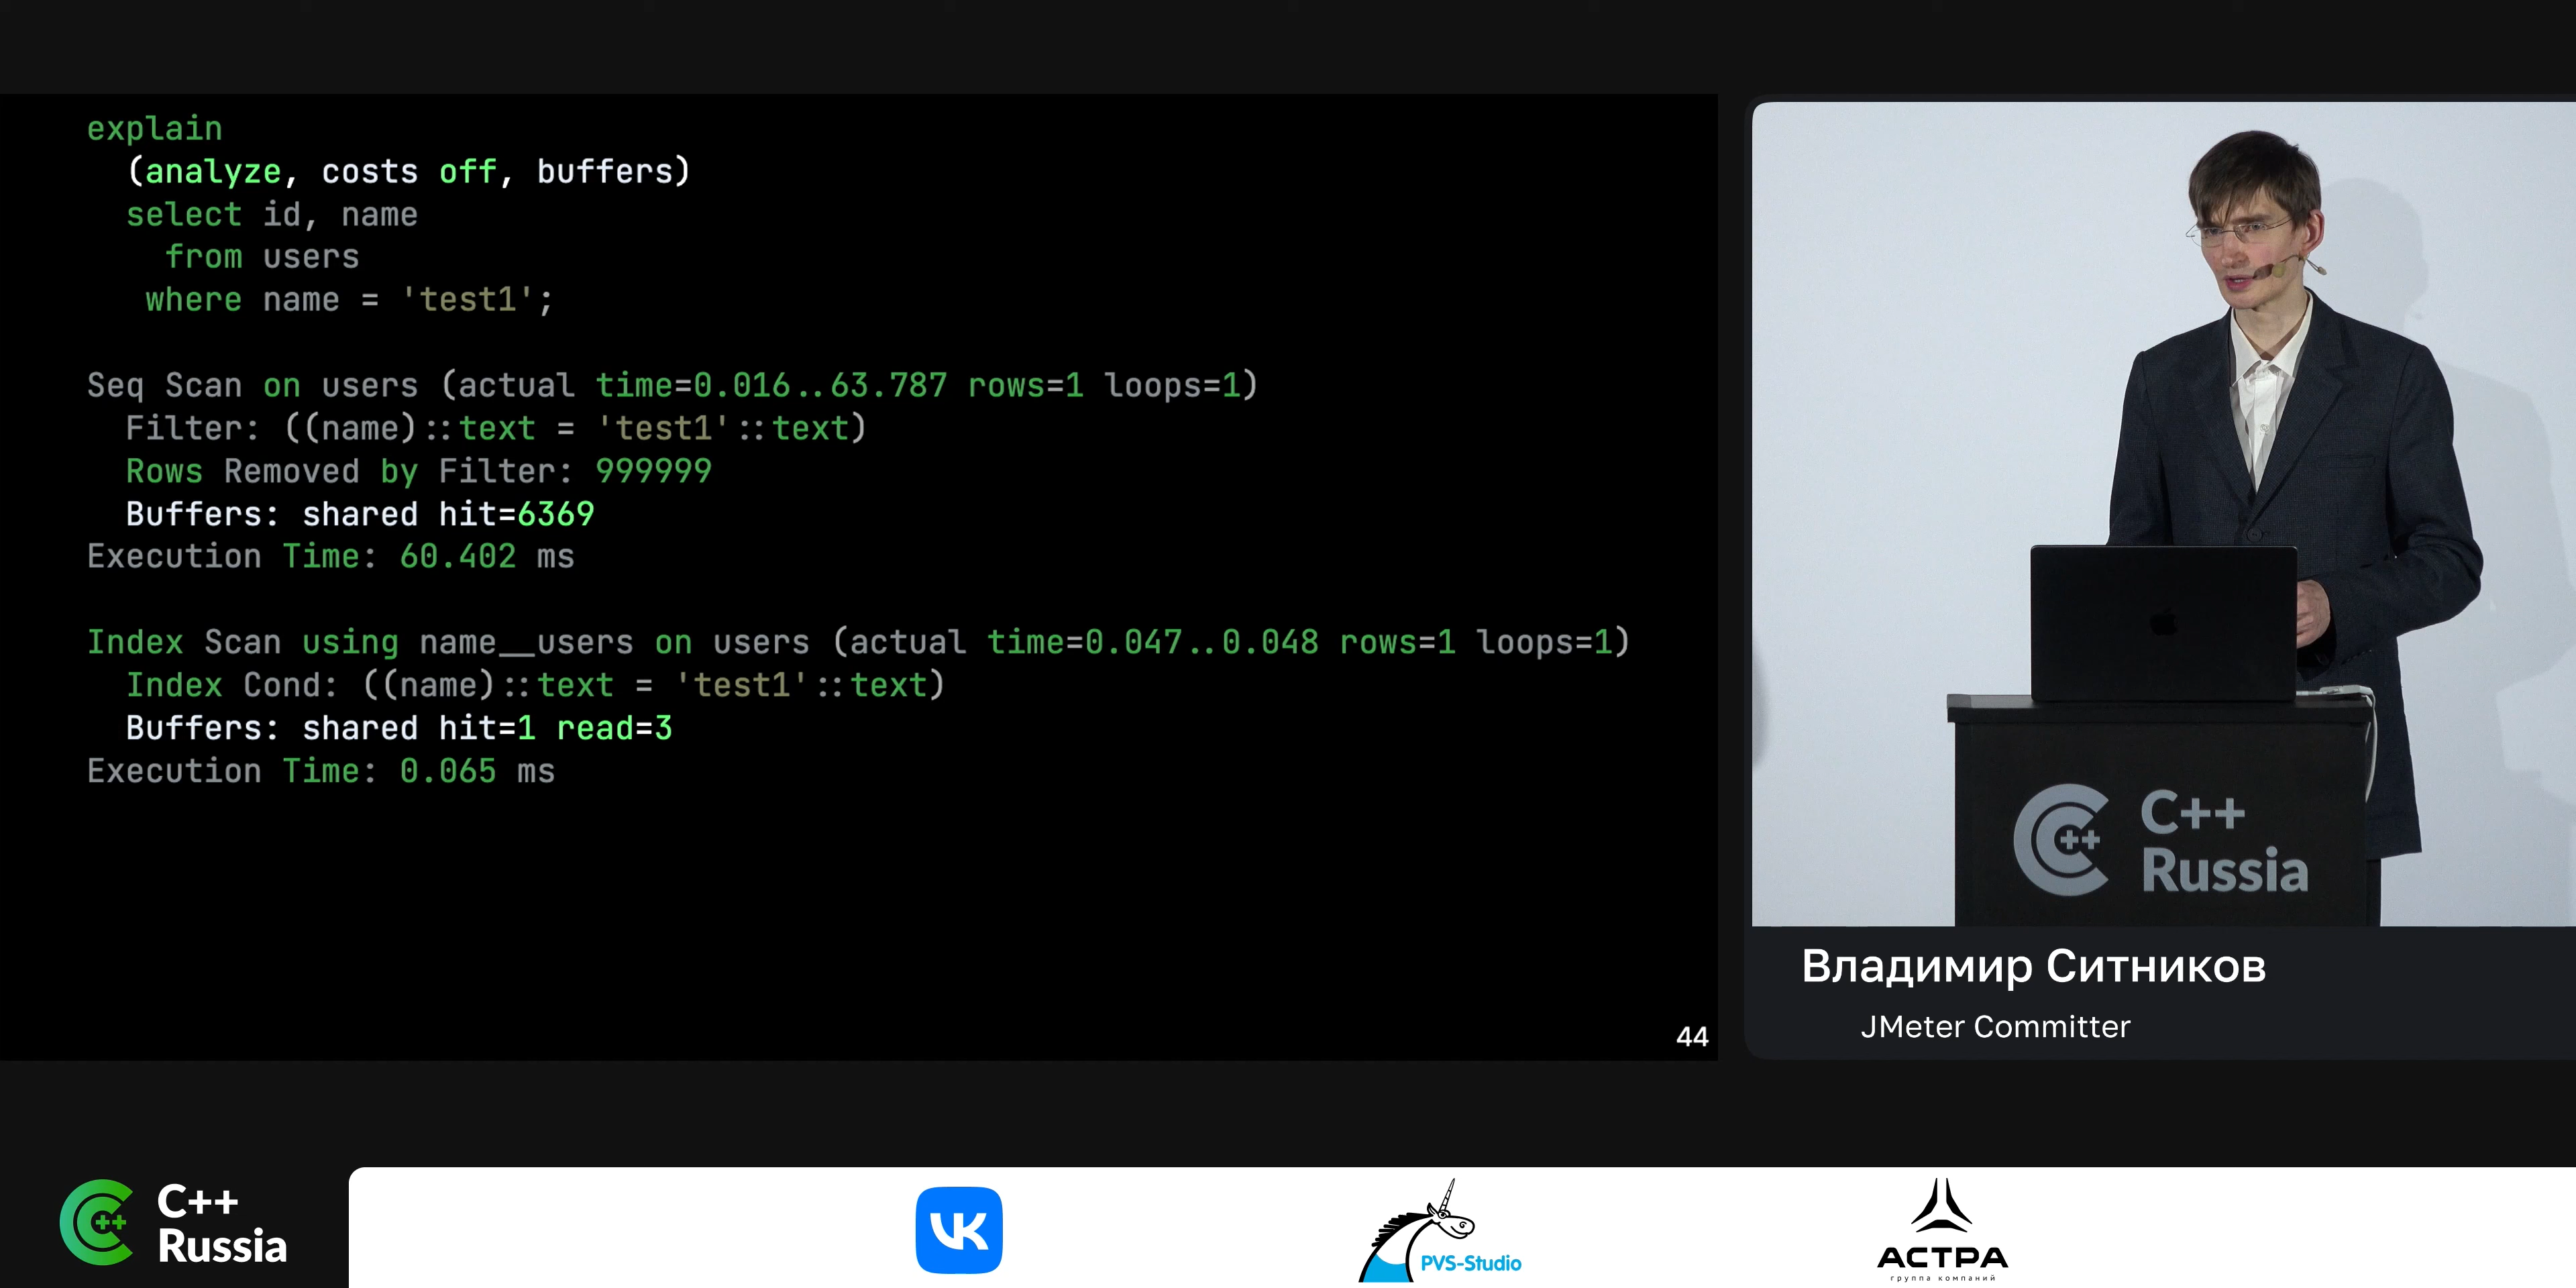 explain
(analyze, costs off, buffers)
select id, name
from users
where name = 'test1';
Seq Scan on users (actual time=0.016..63.787 rows=1 loops=1)
Filter: ((name)::text = 'test1'::text)
Rows Removed by Filter: 999999
Buffers: shared hit=6369
Execution Time: 60.402 ms
Index Scan using name__users on users (actual time=0.047..0.048 rows=1 loops=1)
Index Cond: ((name)::text = 'test1'::text)
Buffers: shared hit=1 read=3
Execution Time: 0.065 ms
44
C++
C++
Russia
Владимир Ситников
JMeter Committer
C++
C++
Russia
VK
PVS-Studio
АСТРА
группа компаний